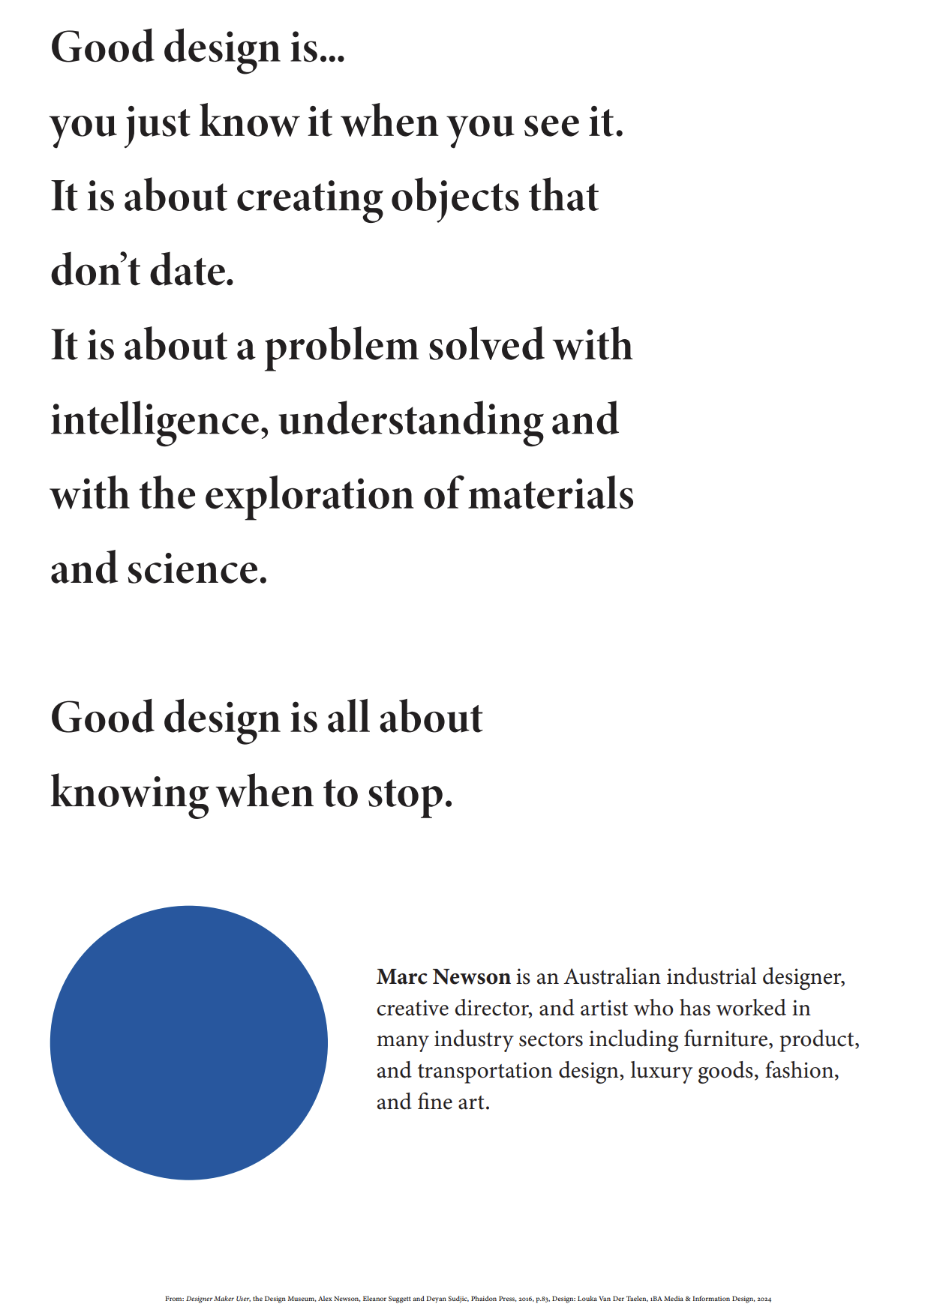 Good design is...
you just know it when you see it.
It is about creating objects that
don’t date.
It is about a problem solved with
intelligence, understanding and
with the exploration of materials
and science.
Good design is all about
knowing when to stop.
Marc Newson is an Australian industrial designer,
creative director, and artist who has worked in
many industry sectors including furniture, product,
and transportation design, luxury goods, fashion,
and fine art.
From: Designer Maker User, the Design Museum, Alex Newson, Eleanor Suggett and Deyan Sudjic, Phaidon Press, 2016, p.83, Design: Louka Van Der Taelen, 1BA Media & Information Design, 2024